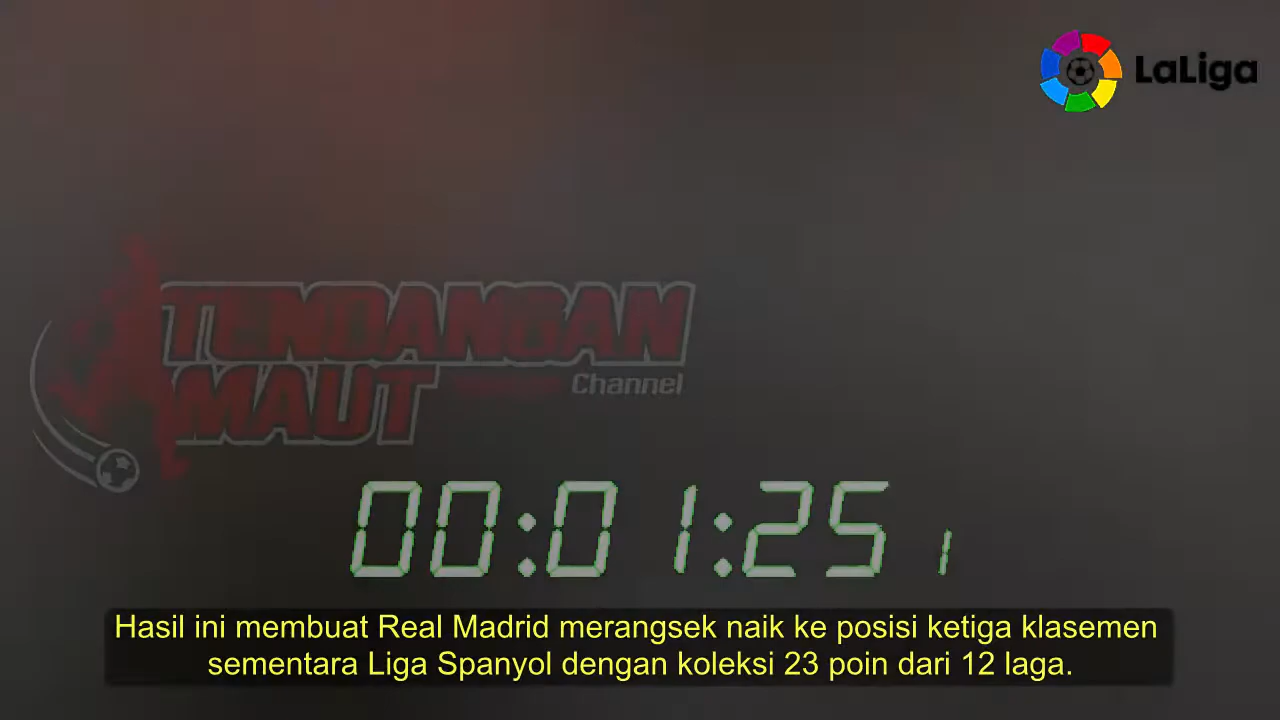 LaLiga
TENDANGAN
MAUT
Channel
00:01:25 1
Hasil ini membuat Real Madrid merangsek naik ke posisi ketiga klasemen
sementara Liga Spanyol dengan koleksi 23 poin dari 12 laga.